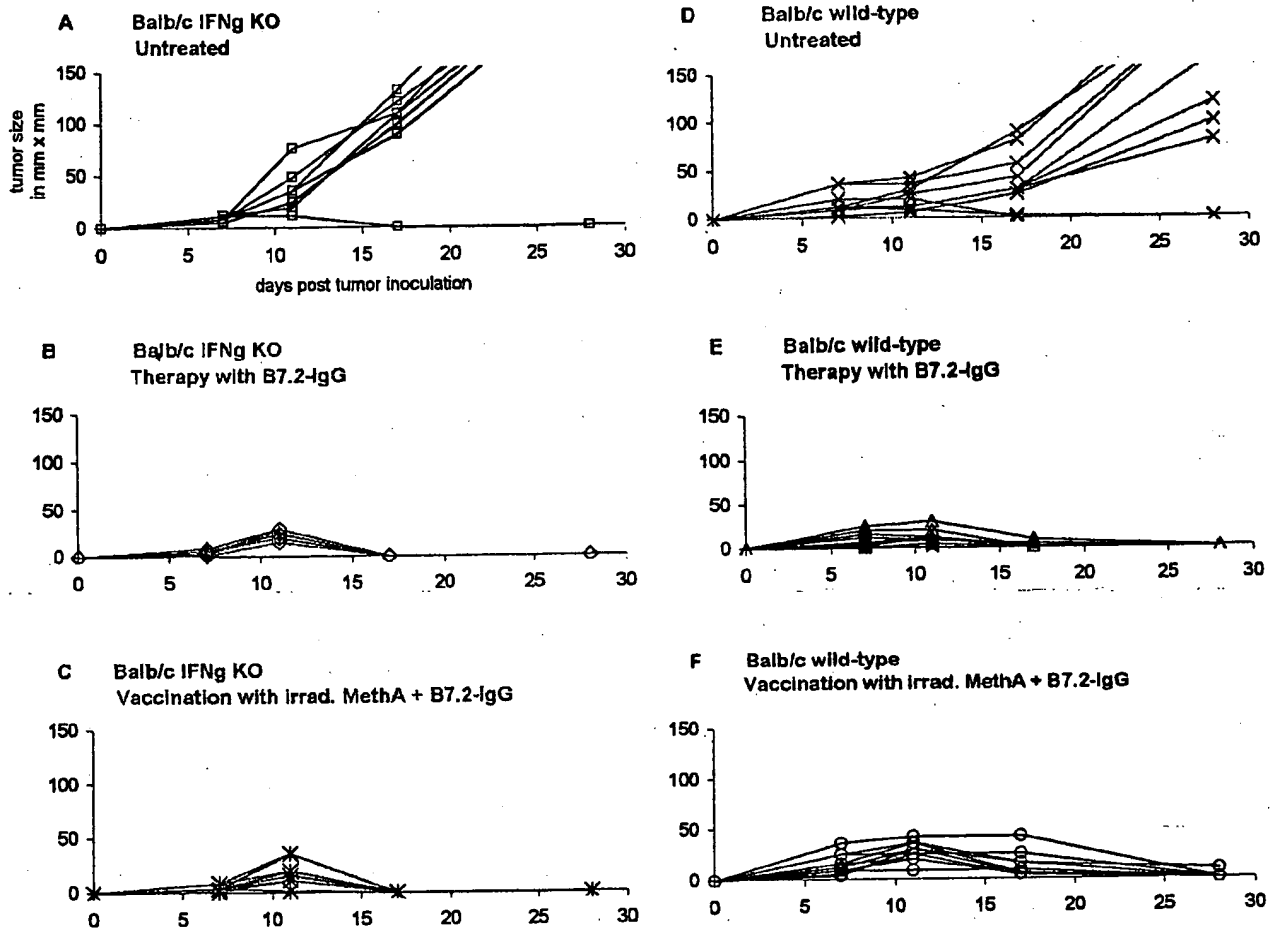 A Balb/c IFNg KO
Untreated
150
100
50
0
tumor size
in mm x mm
0 5 10 15 20 25 30
days post tumor inoculation
D Balb/c wild-type
Untreated
150
100
50
0
0 5 10 15 20 25 30
B Balb/c IFNg KO
Therapy with B7.2-IgG
150
100
50
0
0 5 10 15 20 25 30
E Balb/c wild-type
Therapy with B7.2-IgG
150
100
50
0
0 5 10 15 20 25 30
C Balb/c IFNg KO
Vaccination with irrad. MethA + B7.2-IgG
150
100
50
0
0 5 10 15 20 25 30
F Balb/c wild-type
Vaccination with irrad. MethA + B7.2-IgG
150
100
50
0
0 5 10 15 20 25 30